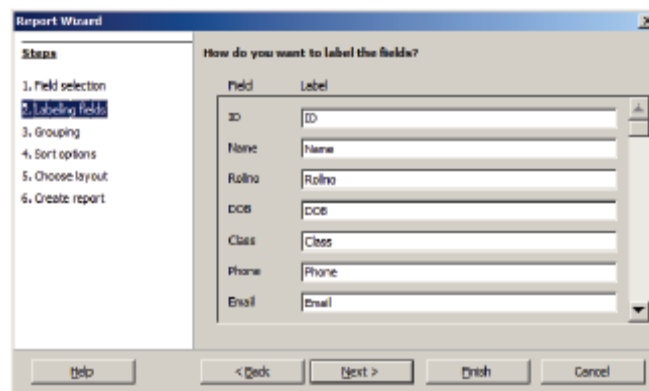 Report Wizard
Steps
1. Field selection
2. Labeling fields
3. Grouping
4. Sort options
5. Choose layout
6. Create report
How do you want to label the fields?
Field Label
ID ID
Name Name
Rollno Rollno
DOB DOB
Class Class
Phone Phone
Email Email
Help < Back Next > Finish Cancel